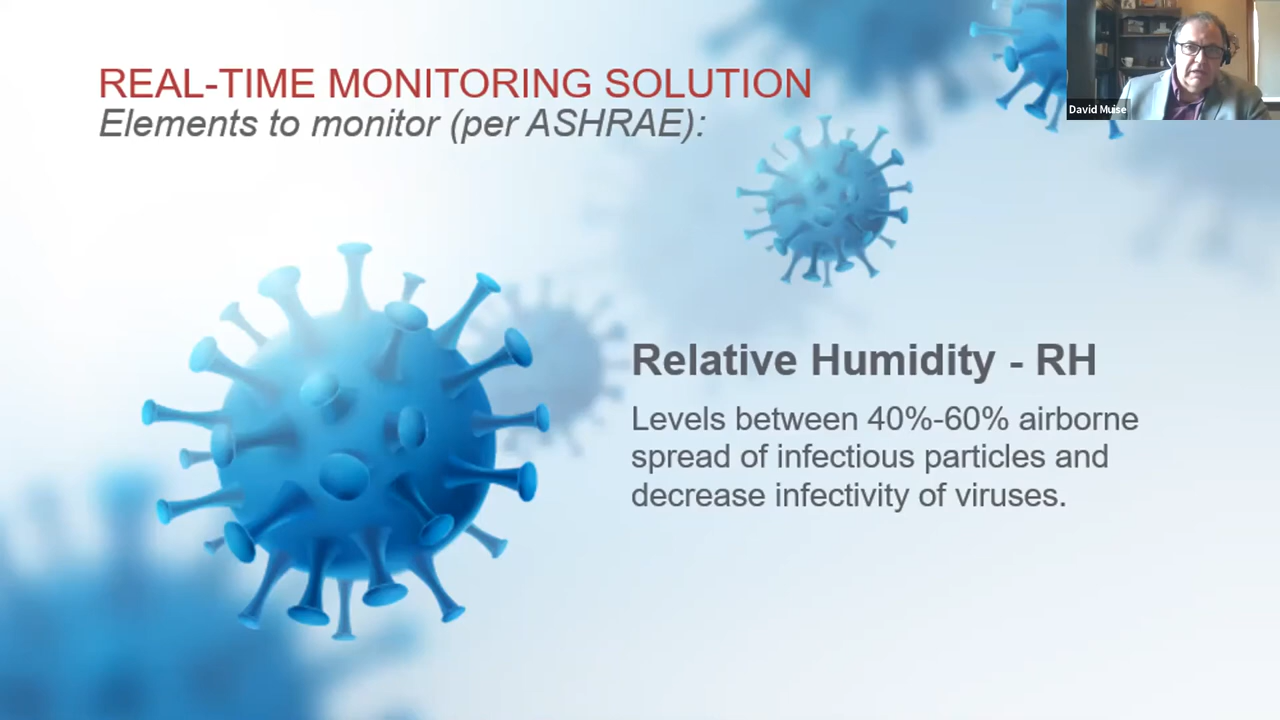 REAL-TIME MONITORING SOLUTION
Elements to monitor (per ASHRAE):
David Muise
Relative Humidity - RH
Levels between 40%-60% airborne
spread of infectious particles and
decrease infectivity of viruses.